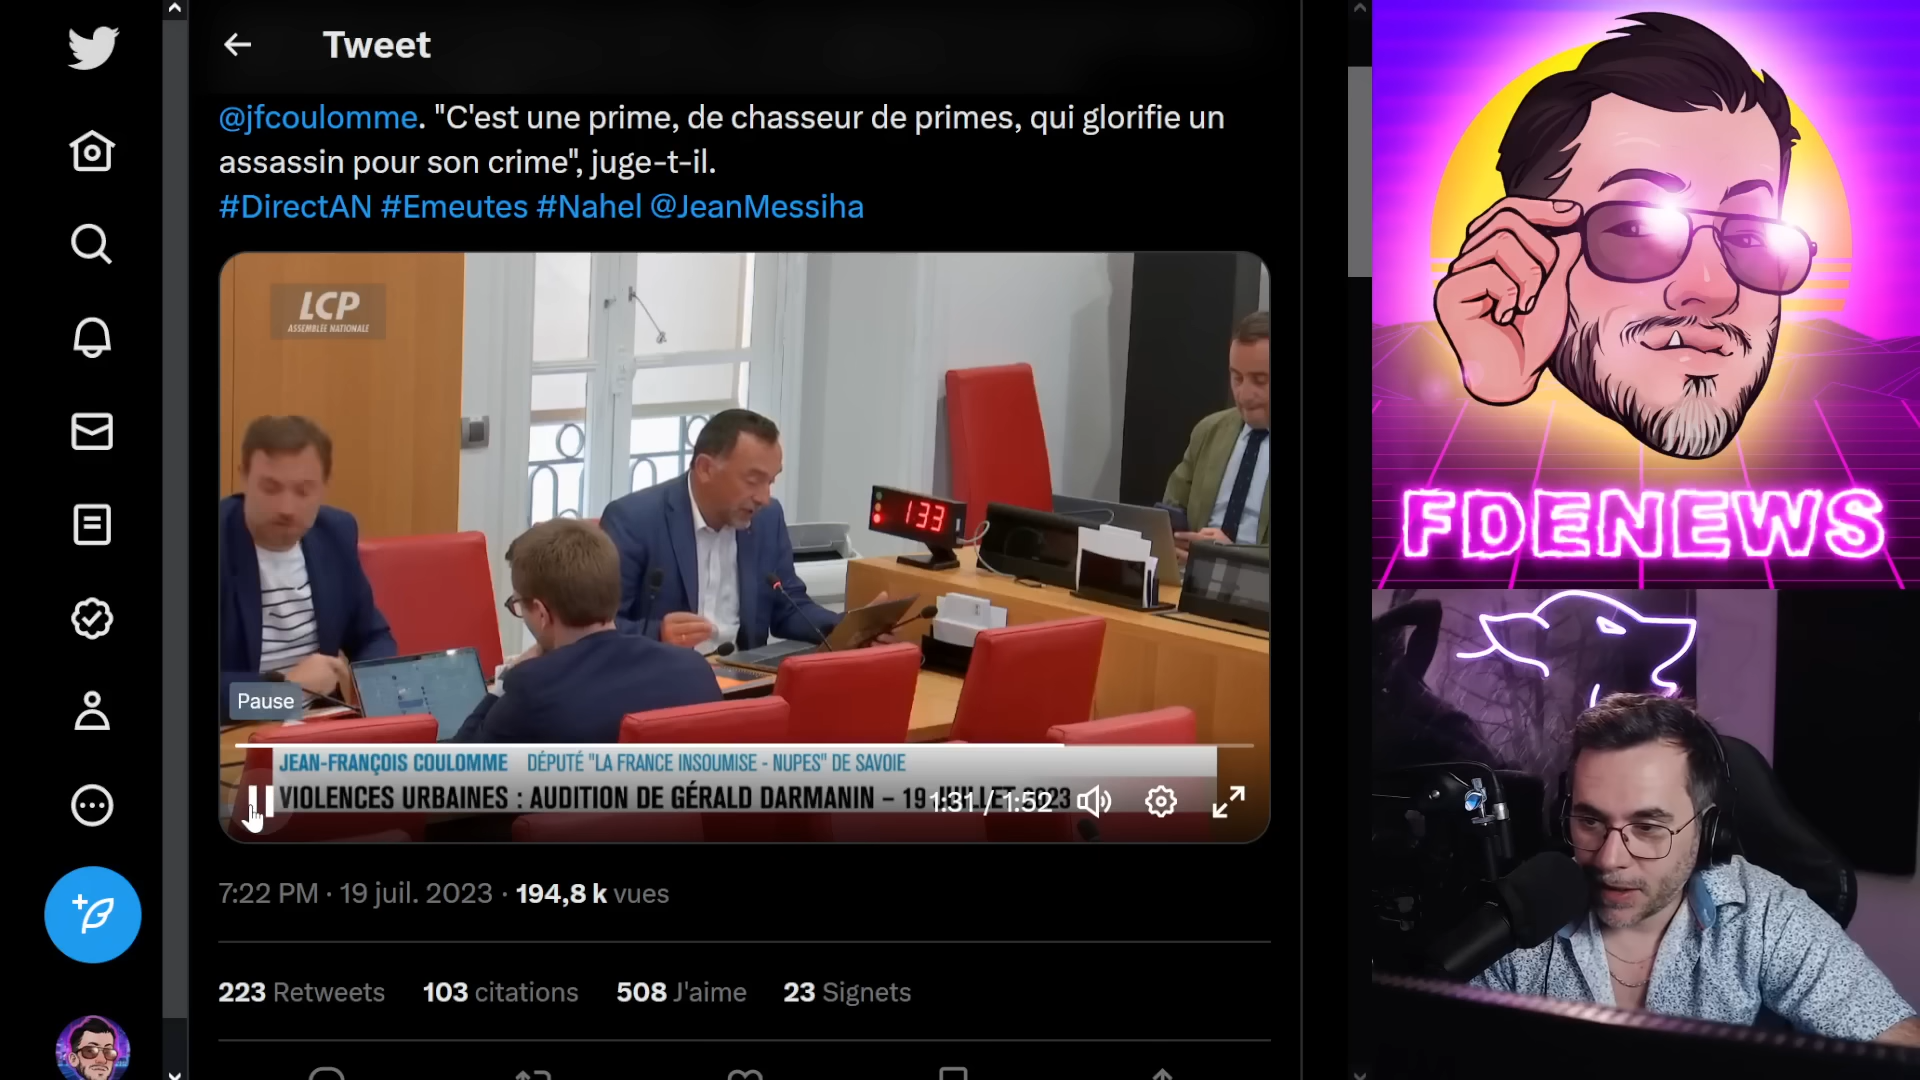 Tweet
@jfcoulomme. "C'est une prime, de chasseur de primes, qui glorifie un
assassin pour son crime", juge-t-il.
#DirectAN #Emeutes #Nahel @JeanMessiha
LCP
ASSEMBLÉE NATIONALE
133
Pause
JEAN-FRANÇOIS COULOMME DÉPUTÉ "LA FRANCE INSOUMISE - NUPES" DE SAVOIE
VIOLENCES URBAINES : AUDITION DE GÉRALD DARMANIN – 19 JUILLET 2023
1:31 / 1:52
7:22 PM · 19 juil. 2023 · 194,8 k vues
223 Retweets 103 citations 508 J'aime 23 Signets
FDENEWS